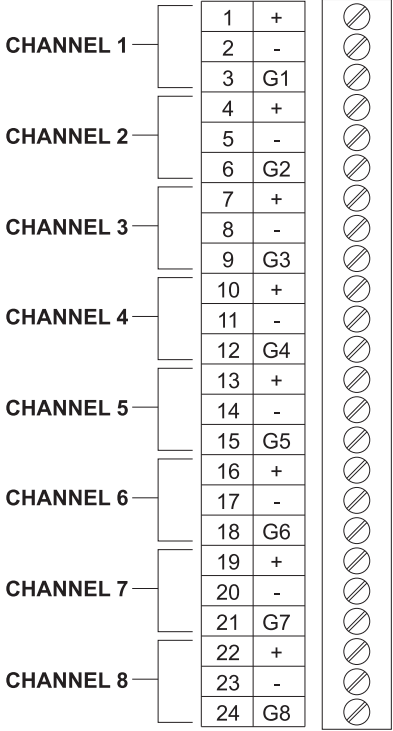 1 +
CHANNEL 1 2 -
3 G1
4 +
CHANNEL 2 5 -
6 G2
7 +
CHANNEL 3 8 -
9 G3
10 +
CHANNEL 4 11 -
12 G4
13 +
CHANNEL 5 14 -
15 G5
16 +
CHANNEL 6 17 -
18 G6
19 +
CHANNEL 7 20 -
21 G7
22 +
CHANNEL 8 23 -
24 G8